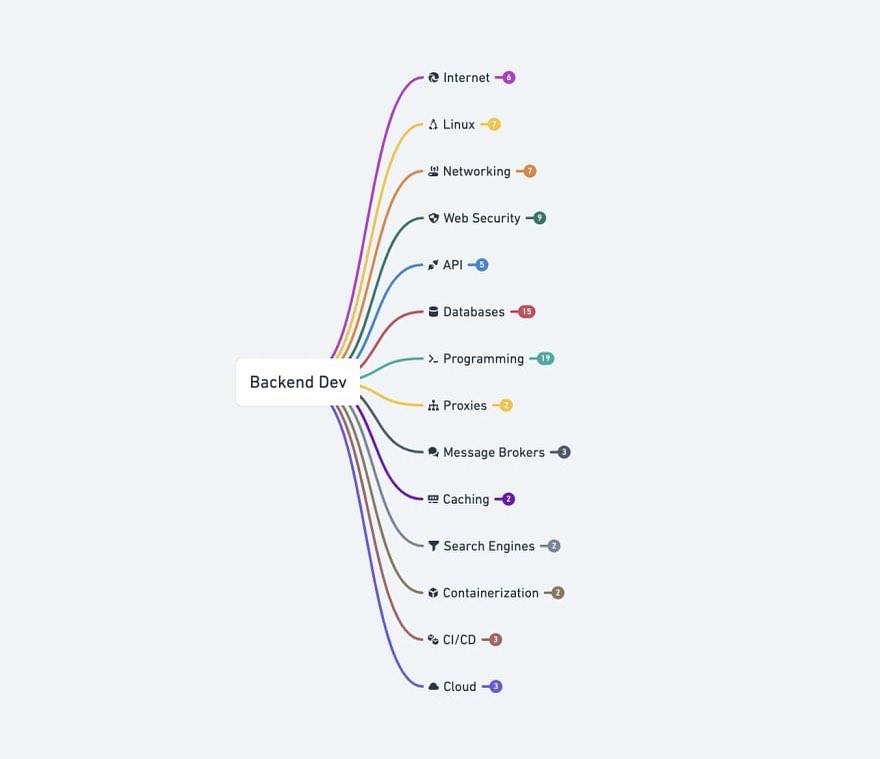 Internet 6
Linux 7
Networking 7
Web Security 9
API 5
Databases 15
Programming 19
Backend Dev
Proxies 2
Message Brokers 3
Caching 2
Search Engines 2
Containerization 2
CI/CD 3
Cloud 3